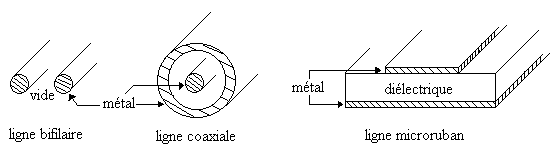 vide
métal
ligne bifilaire
ligne coaxiale
métal
diélectrique
ligne microruban